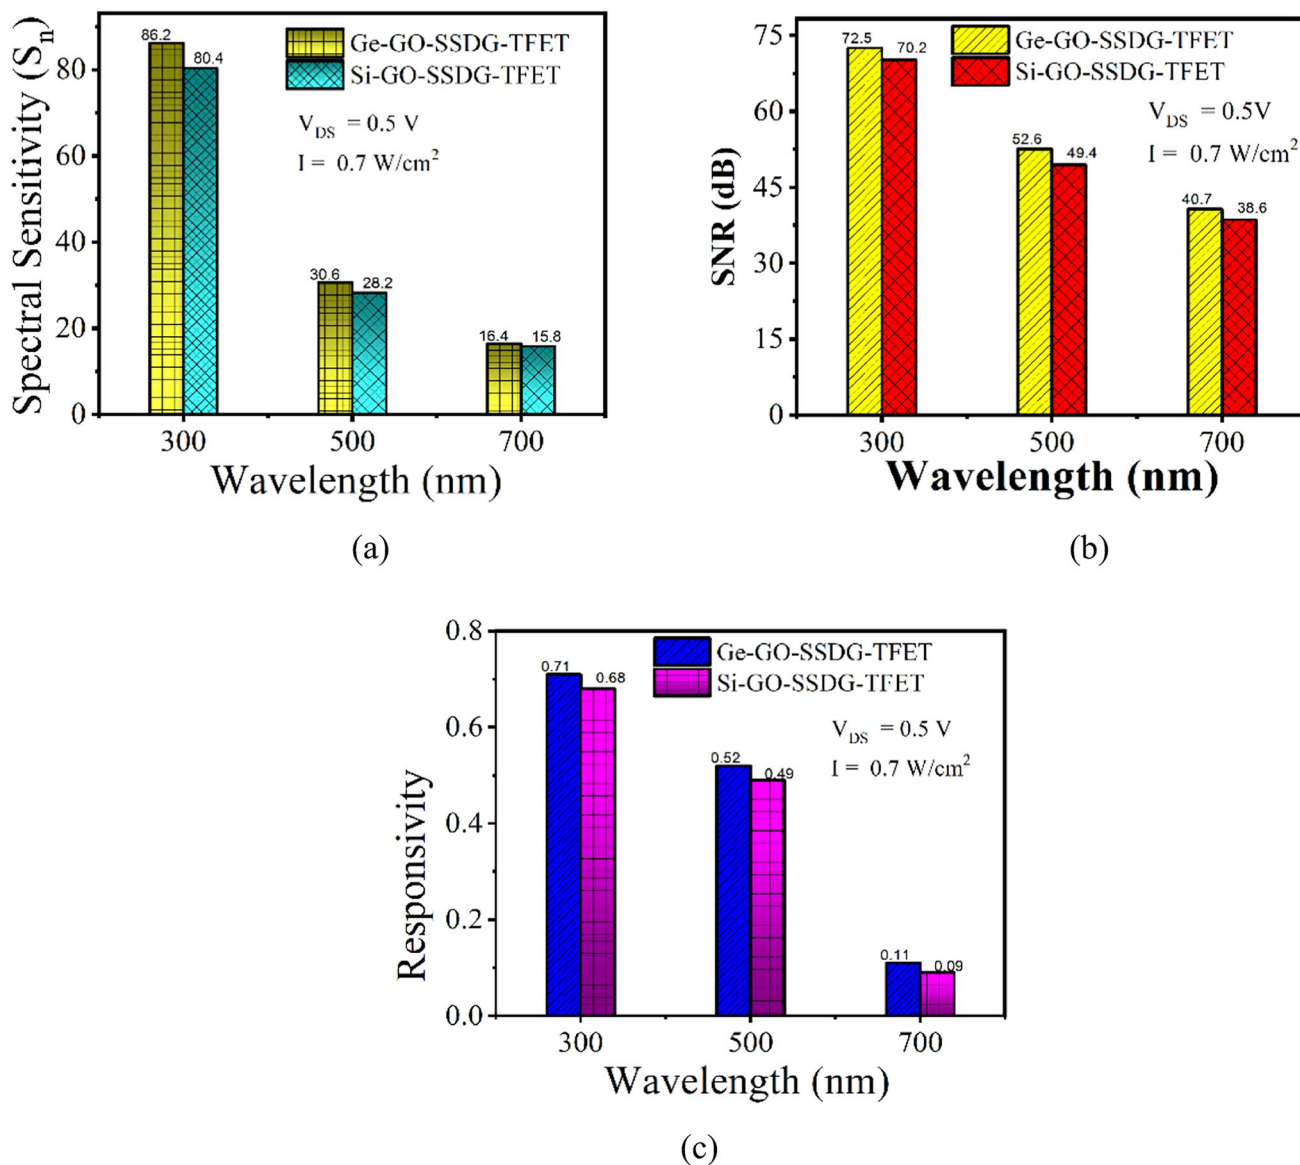 Spectral Sensitivity (Sn)
80
60
40
20
0
86.2
80.4
30.6
28.2
16.4
15.8
Ge-GO-SSDG-TFET
Si-GO-SSDG-TFET
VDS = 0.5 V
I = 0.7 W/cm²
300 500 700
Wavelength (nm)
(a)
SNR (dB)
75
60
45
30
15
0
72.5
70.2
52.6
49.4
40.7
38.6
Ge-GO-SSDG-TFET
Si-GO-SSDG-TFET
VDS = 0.5V
I = 0.7 W/cm²
300 500 700
Wavelength (nm)
(b)
Responsivity
0.8
0.6
0.4
0.2
0.0
0.71
0.68
0.52
0.49
0.11
0.09
Ge-GO-SSDG-TFET
Si-GO-SSDG-TFET
VDS = 0.5 V
I = 0.7 W/cm²
300 500 700
Wavelength (nm)
(c)